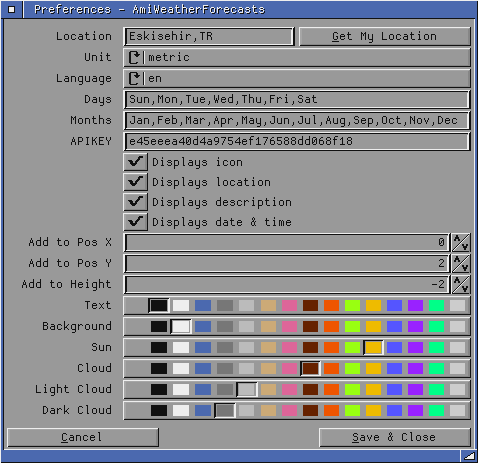 Preferences - AmiWeatherForecasts
Location Eskisehir,TR Get My Location
Unit metric
Language en
Days Sun,Mon,Tue,Wed,Thu,Fri,Sat
Months Jan,Feb,Mar,Apr,May,Jun,Jul,Aug,Sep,Oct,Nov,Dec
APIKEY e45eeea40d4a9754ef176588dd068f18
Displays icon
Displays location
Displays description
Displays date & time
Add to Pos X 0
Add to Pos Y 2
Add to Height -2
Text
Background
Sun
Cloud
Light Cloud
Dark Cloud
Cancel Save & Close